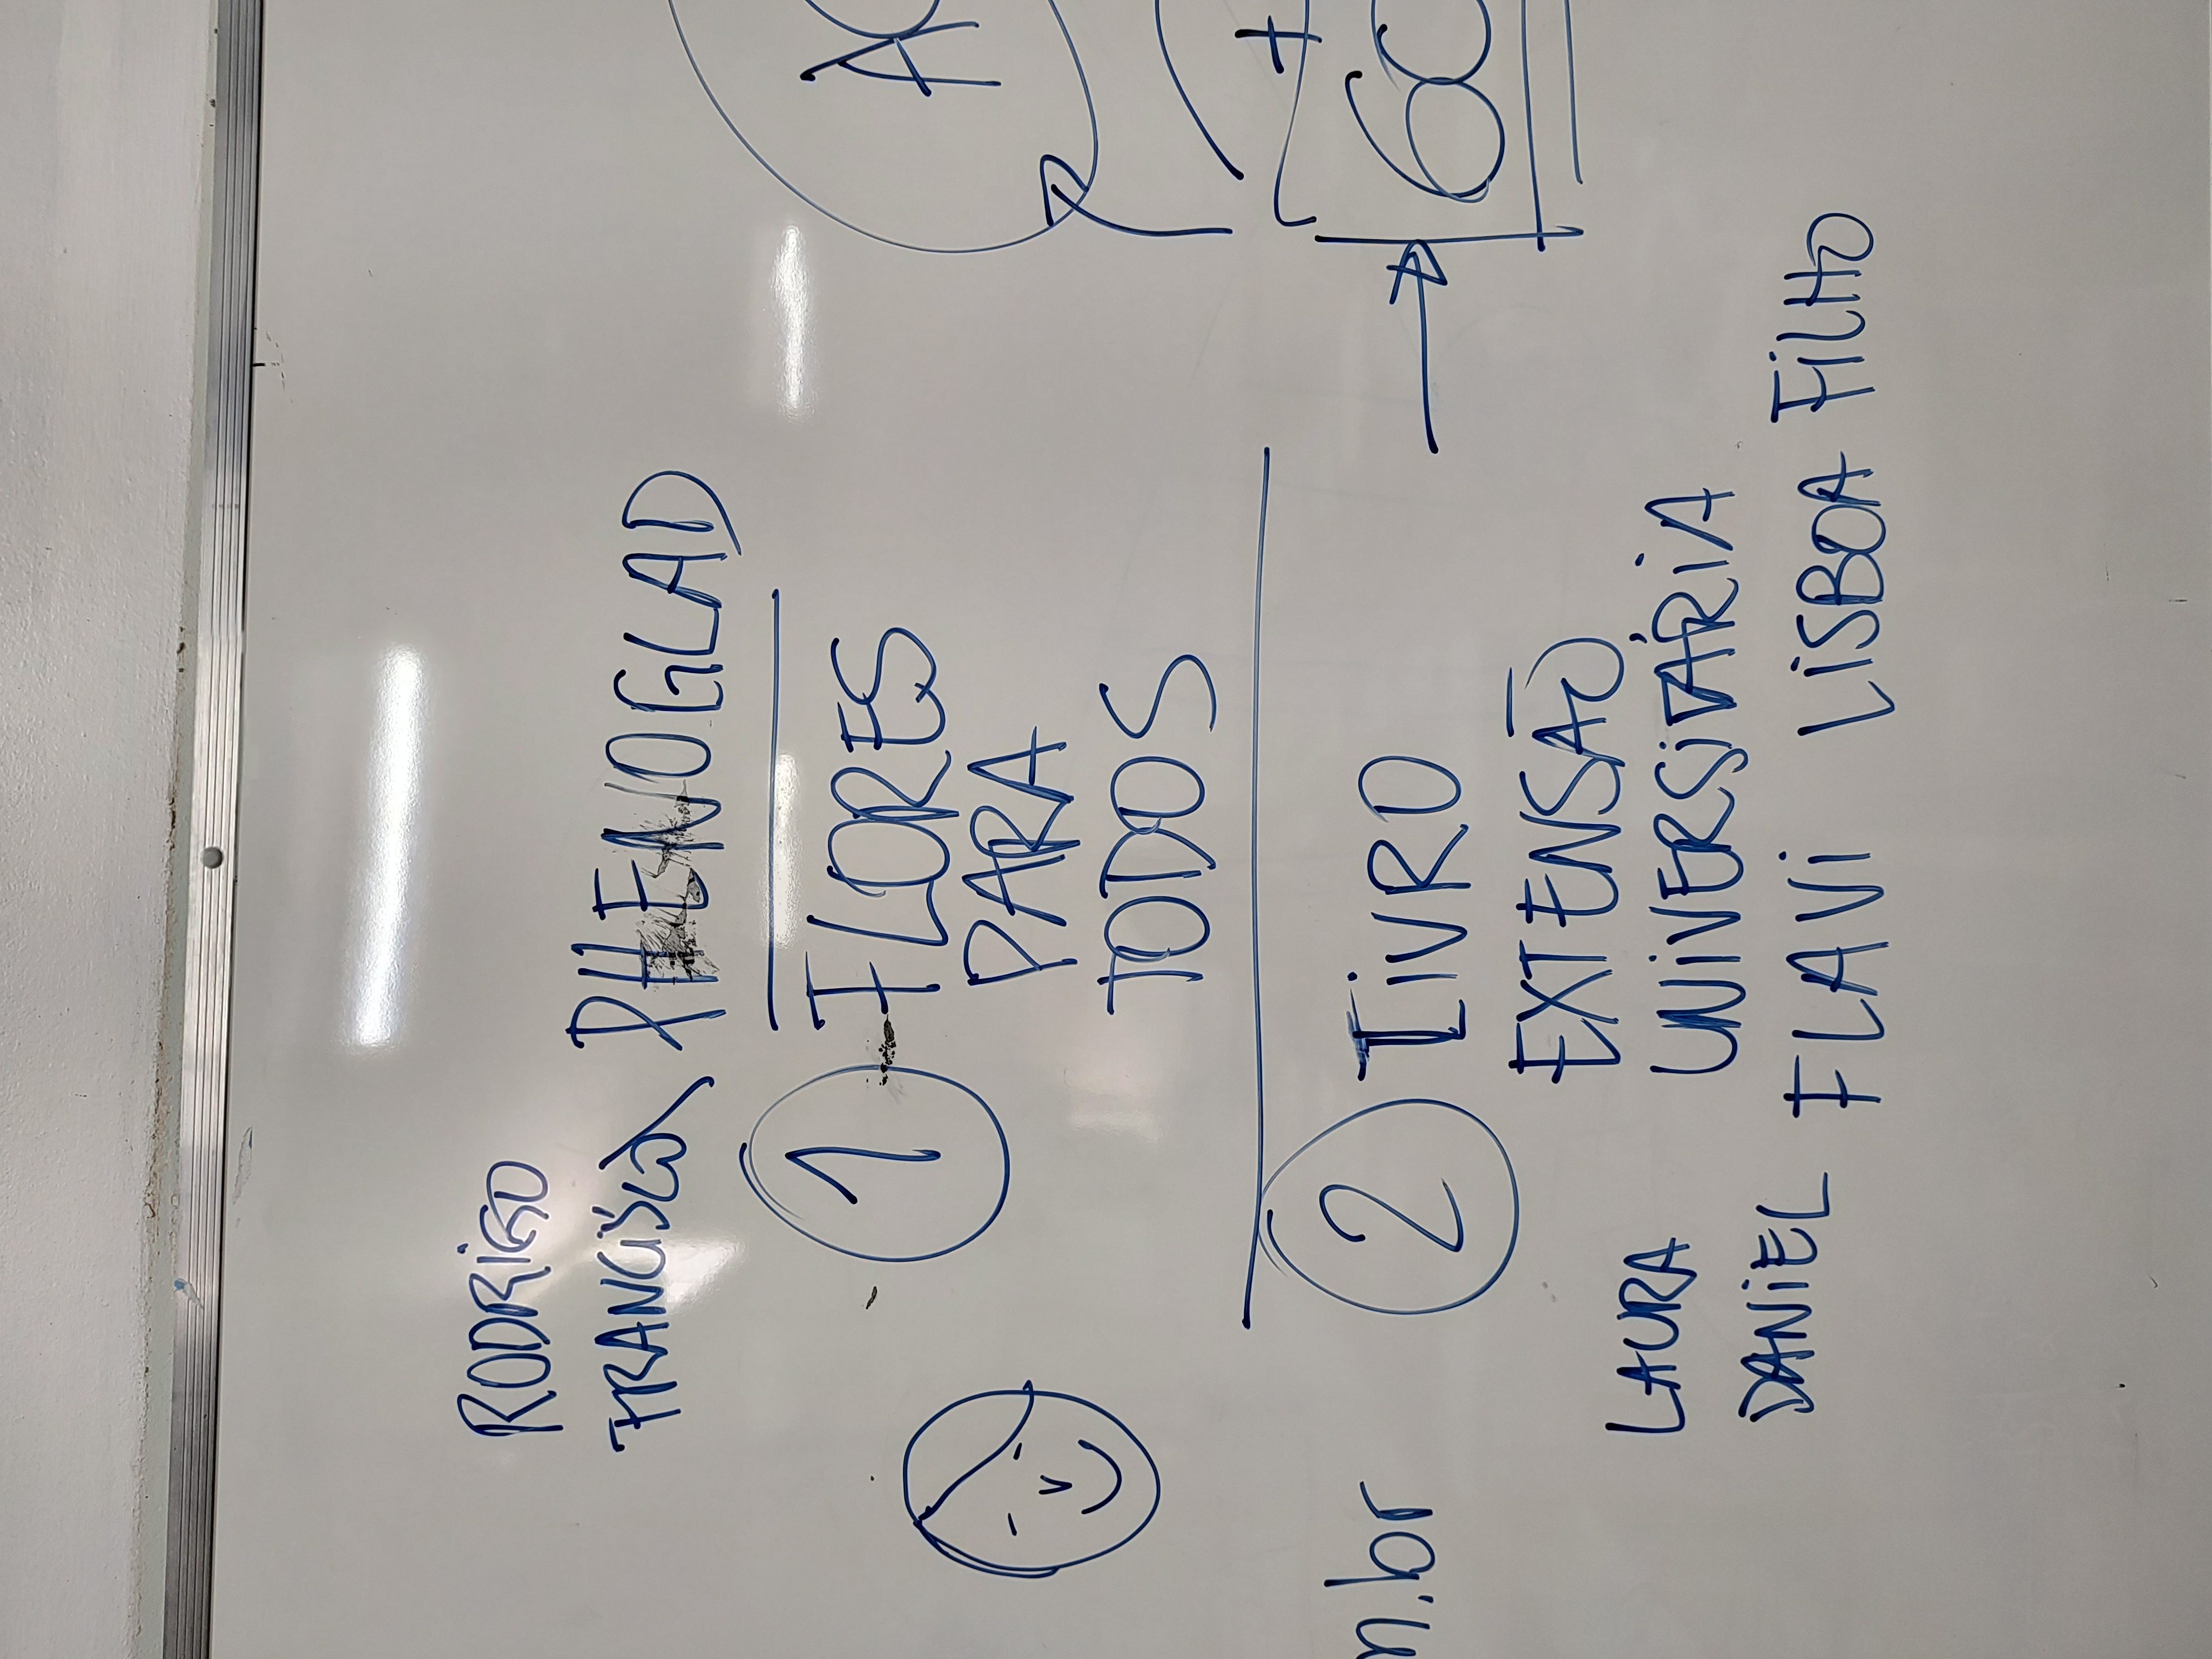 RODRIGO
FRANCISCO PHENOGLAD
1 FLORES
PARA
TODOS
2 LIVRO
EXTENSÃO
UNIVERSITÁRIA
LAURA
DANIEL
FLAVI LISBOA FILHO
n.br
AC
+
60